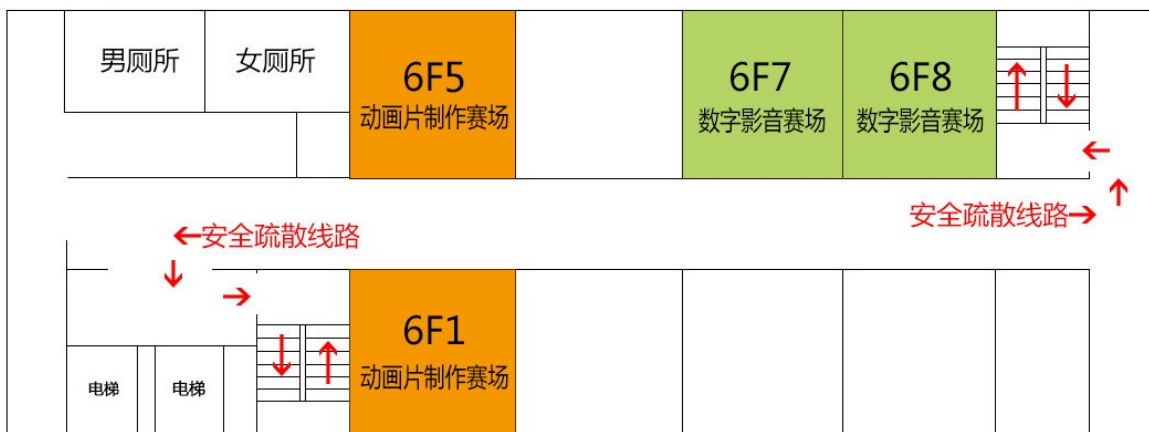 男厕所
女厕所
6F5
动画片制作赛场
6F7
数字影音赛场
6F8
数字影音赛场
安全疏散线路
安全疏散线路
6F1
动画片制作赛场
电梯
电梯